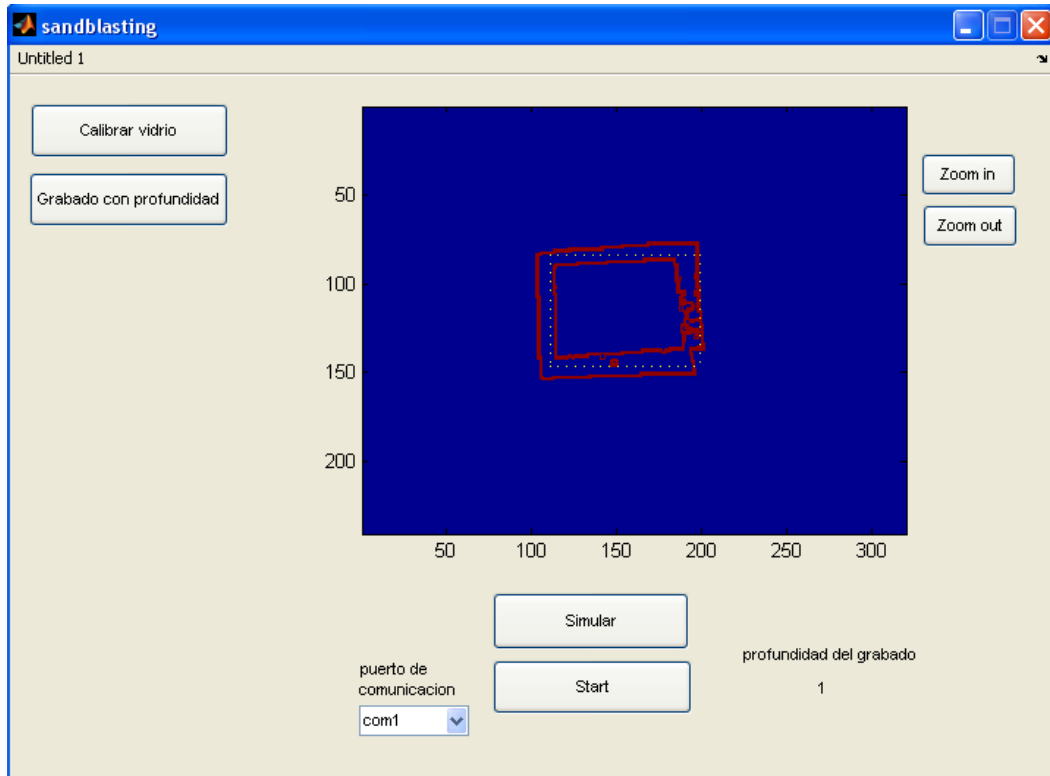 sandblasting
Untitled 1
Calibrar vidrio
Grabado con profundidad
50
100
150
200
50
100
150
200
250
300
Zoom in
Zoom out
Simular
Start
puerto de
comunicacion
com1
profundidad del grabado
1